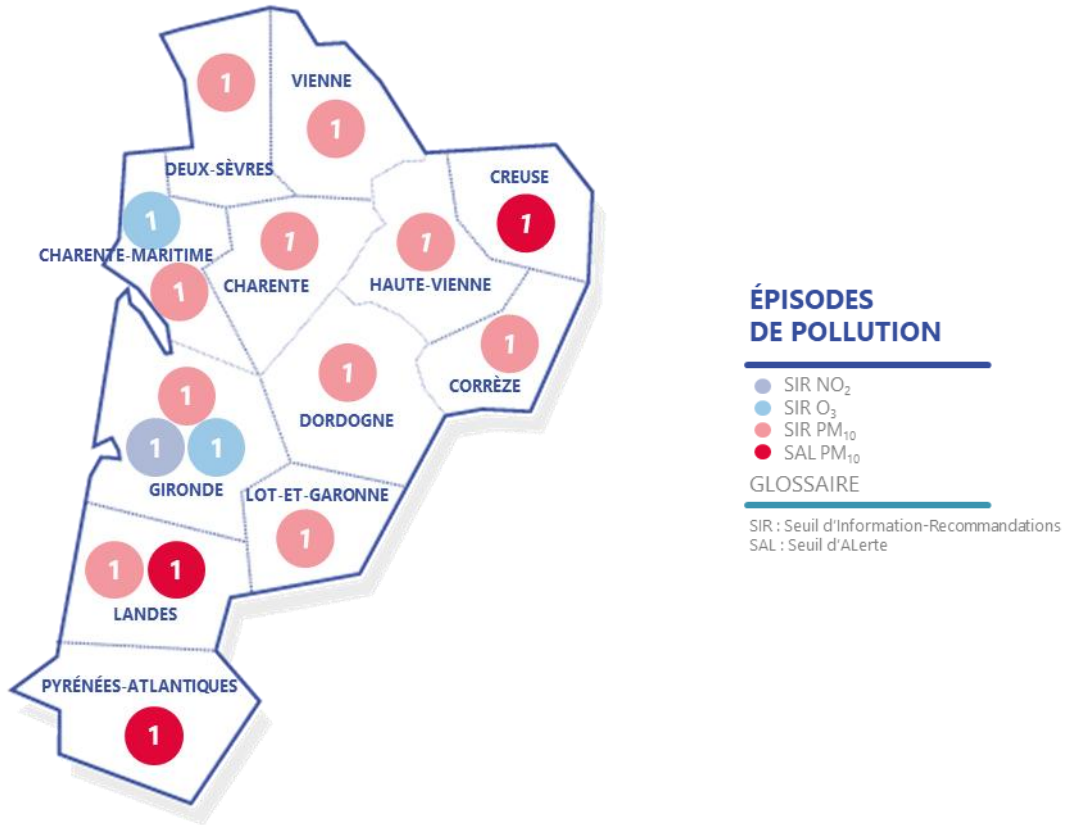 1
VIENNE
1
DEUX-SÈVRES
CREUSE
1
1
CHARENTE-MARITIME
1
1
CHARENTE
1
HAUTE-VIENNE
1
CORRÈZE
1
DORDOGNE
1
1
1
GIRONDE
LOT-ET-GARONNE
1
1
1
LANDES
PYRÉNÉES-ATLANTIQUES
1
ÉPISODES
DE POLLUTION
SIR NO₂
SIR O₃
SIR PM₁₀
SAL PM₁₀
GLOSSAIRE
SIR : Seuil d'Information-Recommandations
SAL : Seuil d'ALerte